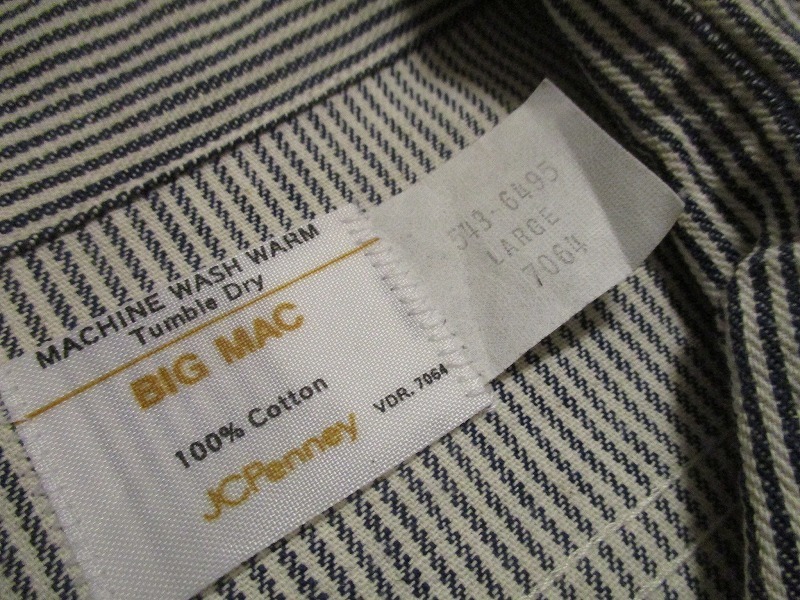 MACHINE WASH WARM
Tumble Dry
BIG MAC
100% Cotton
VDR. 7064
JCPenney
543-6495
LARGE
7064